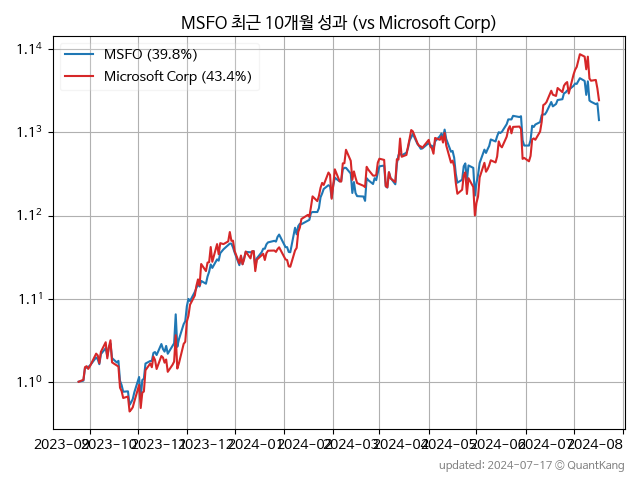 MSFO 최근 10개월 성과 (vs Microsoft Corp)
MSFO (39.8%)
Microsoft Corp (43.4%)
1.1⁴
1.1³
1.1²
1.1¹
1.1⁰
2023-09 2023-10 2023-11 2023-12 2024-01 2024-02 2024-03 2024-04 2024-05 2024-06 2024-07 2024-08
updated: 2024-07-17 ⓒ QuantKang